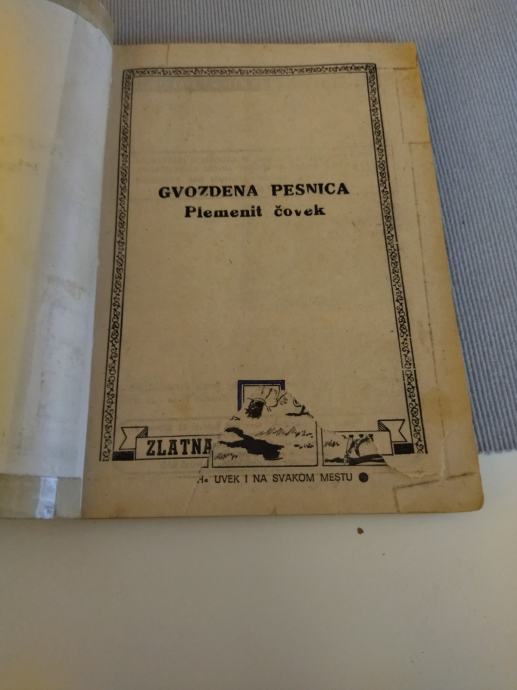 GVOZDENA PESNICA
Plemenit čovek
ZLATNA
UVEK I NA SVAKOM MESTU ●